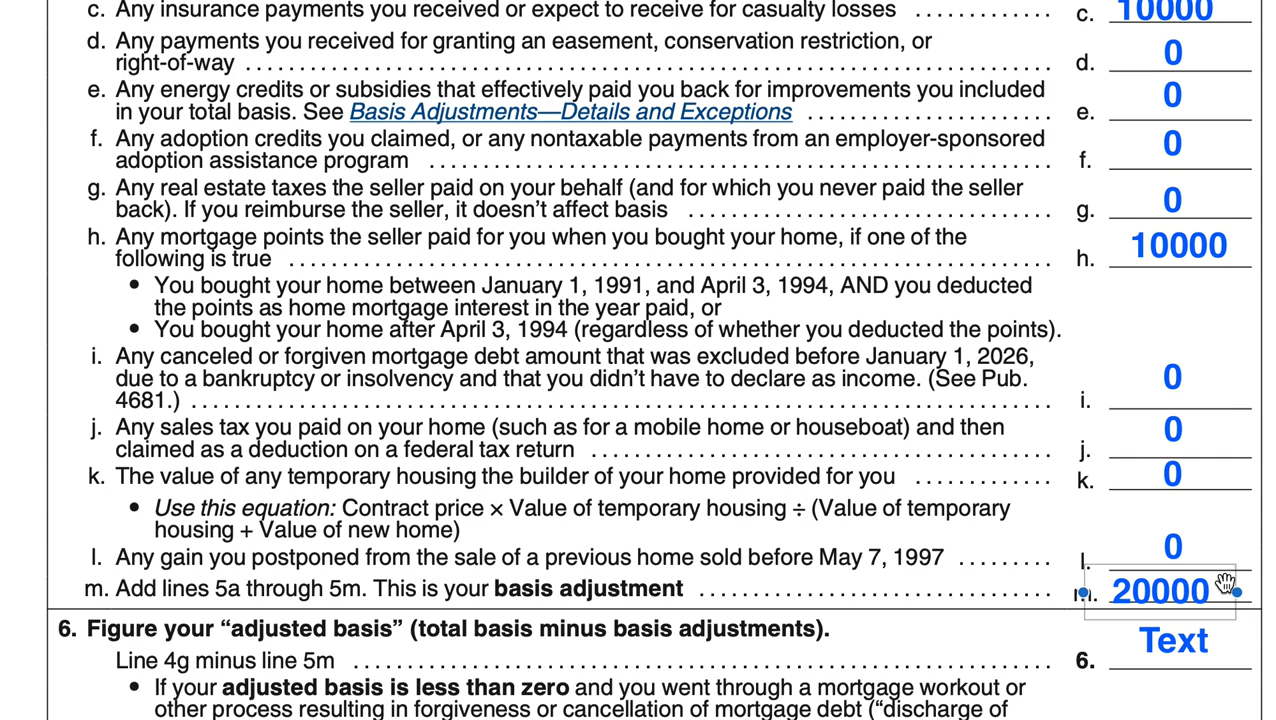 c. Any insurance payments you received or expect to receive for casualty losses ............. c. 10000
d. Any payments you received for granting an easement, conservation restriction, or
right-of-way ........................................................ d. 0
e. Any energy credits or subsidies that effectively paid you back for improvements you included
in your total basis. See Basis Adjustments—Details and Exceptions ................ e. 0
f. Any adoption credits you claimed, or any nontaxable payments from an employer-sponsored
adoption assistance program .......................................... f. 0
g. Any real estate taxes the seller paid on your behalf (and for which you never paid the seller
back). If you reimburse the seller, it doesn't affect basis ........................ g. 0
h. Any mortgage points the seller paid for you when you bought your home, if one of the
following is true ..................................................... h. 10000
• You bought your home between January 1, 1991, and April 3, 1994, AND you deducted
the points as home mortgage interest in the year paid, or
• You bought your home after April 3, 1994 (regardless of whether you deducted the points).
i. Any canceled or forgiven mortgage debt amount that was excluded before January 1, 2026,
due to a bankruptcy or insolvency and that you didn't have to declare as income. (See Pub.
4681.) ............................................................ i. 0
j. Any sales tax you paid on your home (such as for a mobile home or houseboat) and then
claimed as a deduction on a federal tax return ............................... j. 0
k. The value of any temporary housing the builder of your home provided for you ............. k. 0
• Use this equation: Contract price × Value of temporary housing ÷ (Value of temporary
housing + Value of new home)
l. Any gain you postponed from the sale of a previous home sold before May 7, 1997 ......... l. 0
m. Add lines 5a through 5m. This is your basis adjustment ........................ m. 20000
6. Figure your “adjusted basis” (total basis minus basis adjustments).
Text
Line 4g minus line 5m ................................................ 6.
• If your adjusted basis is less than zero and you went through a mortgage workout or
other process resulting in forgiveness or cancellation of mortgage debt (“discharge of